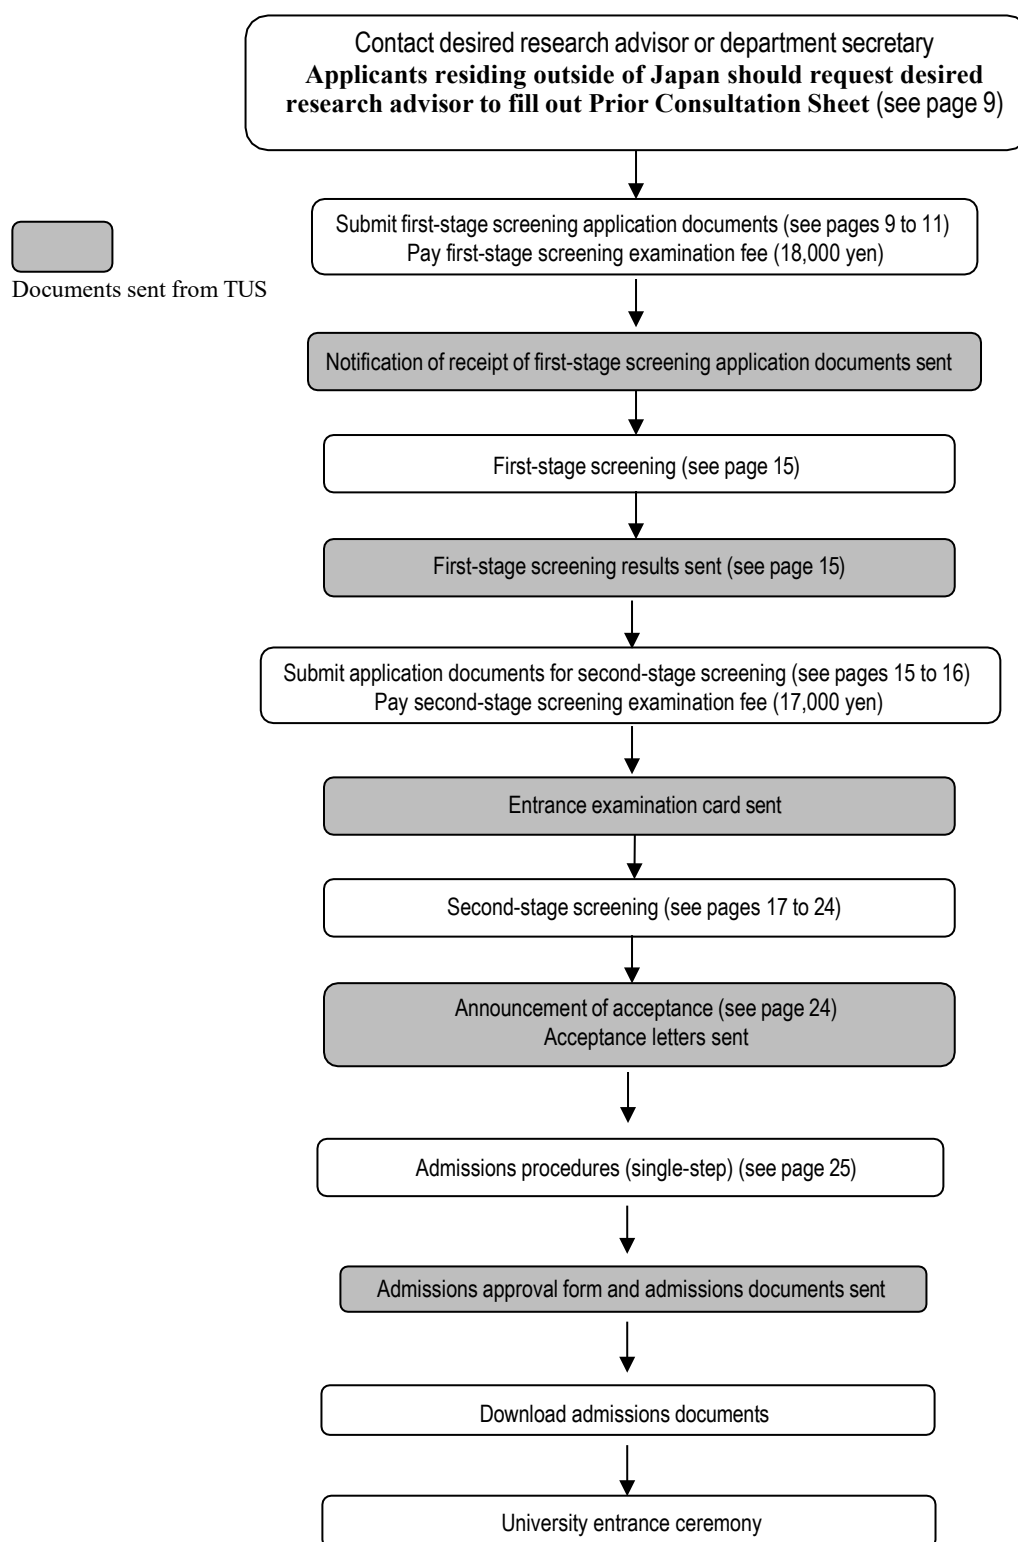 Contact desired research advisor or department secretary
Applicants residing outside of Japan should request desired
research advisor to fill out Prior Consultation Sheet (see page 9)
Submit first-stage screening application documents (see pages 9 to 11)
Pay first-stage screening examination fee (18,000 yen)
Documents sent from TUS
Notification of receipt of first-stage screening application documents sent
First-stage screening (see page 15)
First-stage screening results sent (see page 15)
Submit application documents for second-stage screening (see pages 15 to 16)
Pay second-stage screening examination fee (17,000 yen)
Entrance examination card sent
Second-stage screening (see pages 17 to 24)
Announcement of acceptance (see page 24)
Acceptance letters sent
Admissions procedures (single-step) (see page 25)
Admissions approval form and admissions documents sent
Download admissions documents
University entrance ceremony